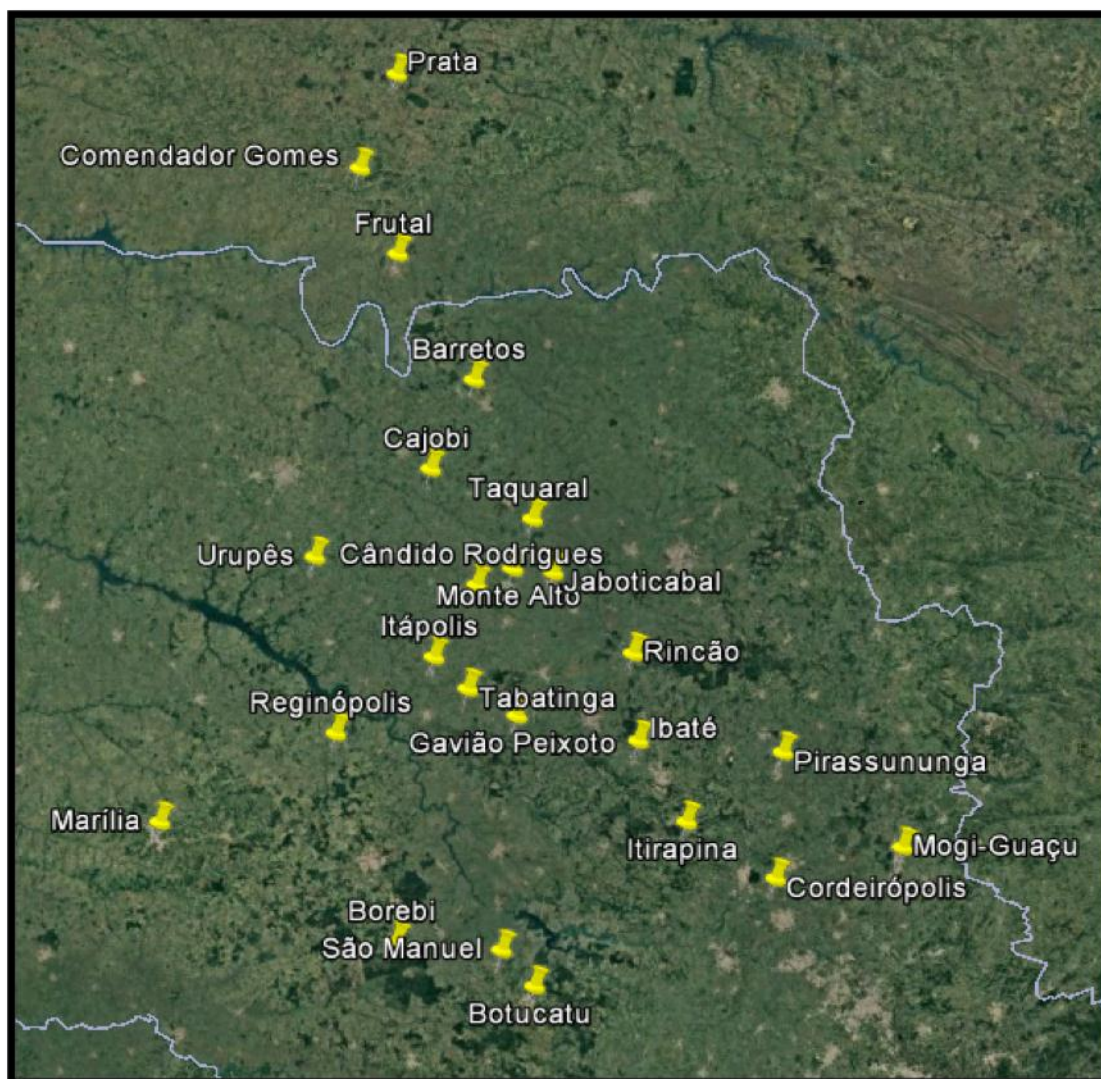 Prata
Comendador Gomes
Frutal
Barretos
Cajobi
Taquaral
Urupês
Cândido Rodrigues
Jaboticabal
Monte Alto
Itápolis
Rincão
Tabatinga
Reginópolis
Ibaté
Gavião Peixoto
Pirassununga
Marília
Itirapina
Mogi-Guaçu
Cordeirópolis
Borebi
São Manuel
Botucatu